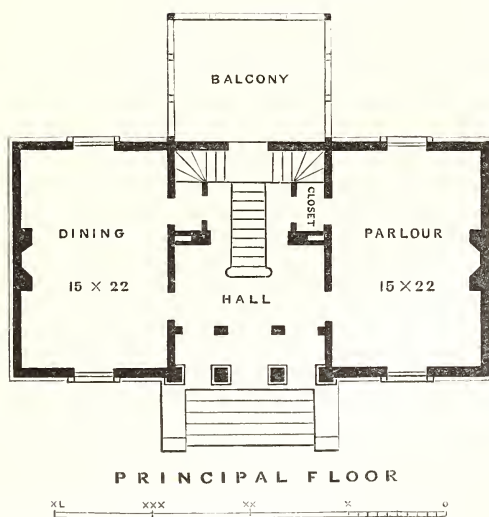 BALCONY
CLOSET
DINING
PARLOUR
15 × 22
15 × 22
HALL
PRINCIPAL FLOOR
XL XXX XX X 0